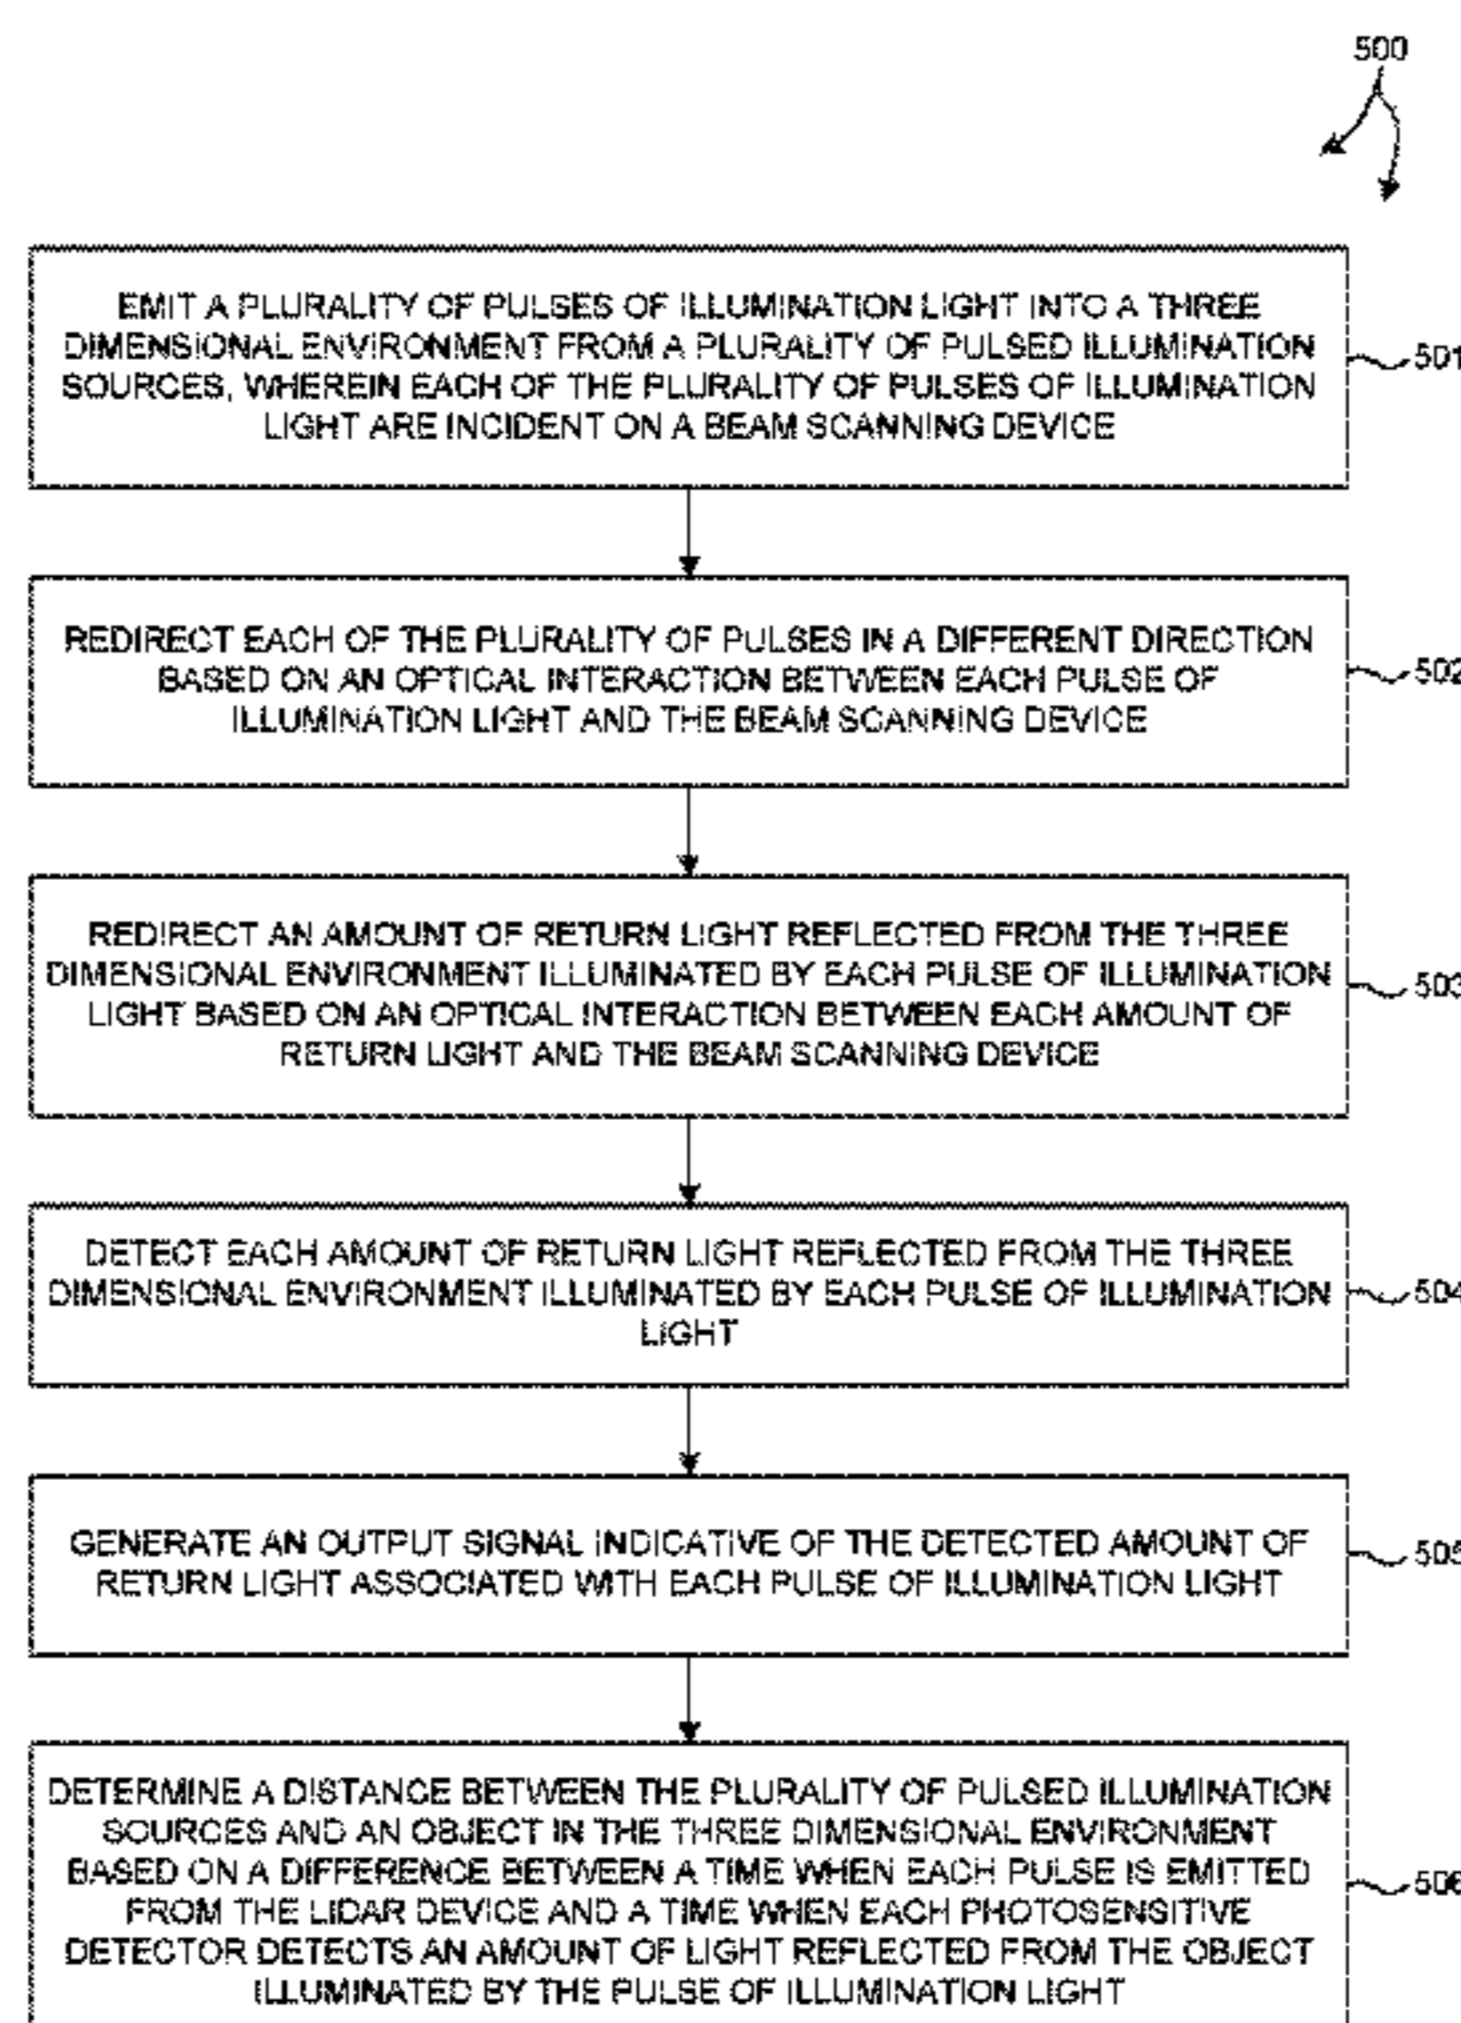 500
EMIT A PLURALITY OF PULSES OF ILLUMINATION LIGHT INTO A THREE
DIMENSIONAL ENVIRONMENT FROM A PLURALITY OF PULSED ILLUMINATION
SOURCES, WHEREIN EACH OF THE PLURALITY OF PULSES OF ILLUMINATION
LIGHT ARE INCIDENT ON A BEAM SCANNING DEVICE
501
REDIRECT EACH OF THE PLURALITY OF PULSES IN A DIFFERENT DIRECTION
BASED ON AN OPTICAL INTERACTION BETWEEN EACH PULSE OF
ILLUMINATION LIGHT AND THE BEAM SCANNING DEVICE
502
REDIRECT AN AMOUNT OF RETURN LIGHT REFLECTED FROM THE THREE
DIMENSIONAL ENVIRONMENT ILLUMINATED BY EACH PULSE OF ILLUMINATION
LIGHT BASED ON AN OPTICAL INTERACTION BETWEEN EACH AMOUNT OF
RETURN LIGHT AND THE BEAM SCANNING DEVICE
503
DETECT EACH AMOUNT OF RETURN LIGHT REFLECTED FROM THE THREE
DIMENSIONAL ENVIRONMENT ILLUMINATED BY EACH PULSE OF ILLUMINATION
LIGHT
504
GENERATE AN OUTPUT SIGNAL INDICATIVE OF THE DETECTED AMOUNT OF
RETURN LIGHT ASSOCIATED WITH EACH PULSE OF ILLUMINATION LIGHT
505
DETERMINE A DISTANCE BETWEEN THE PLURALITY OF PULSED ILLUMINATION
SOURCES AND AN OBJECT IN THE THREE DIMENSIONAL ENVIRONMENT
BASED ON A DIFFERENCE BETWEEN A TIME WHEN EACH PULSE IS EMITTED
FROM THE LIDAR DEVICE AND A TIME WHEN EACH PHOTOSENSITIVE
DETECTOR DETECTS AN AMOUNT OF LIGHT REFLECTED FROM THE OBJECT
ILLUMINATED BY THE PULSE OF ILLUMINATION LIGHT
506